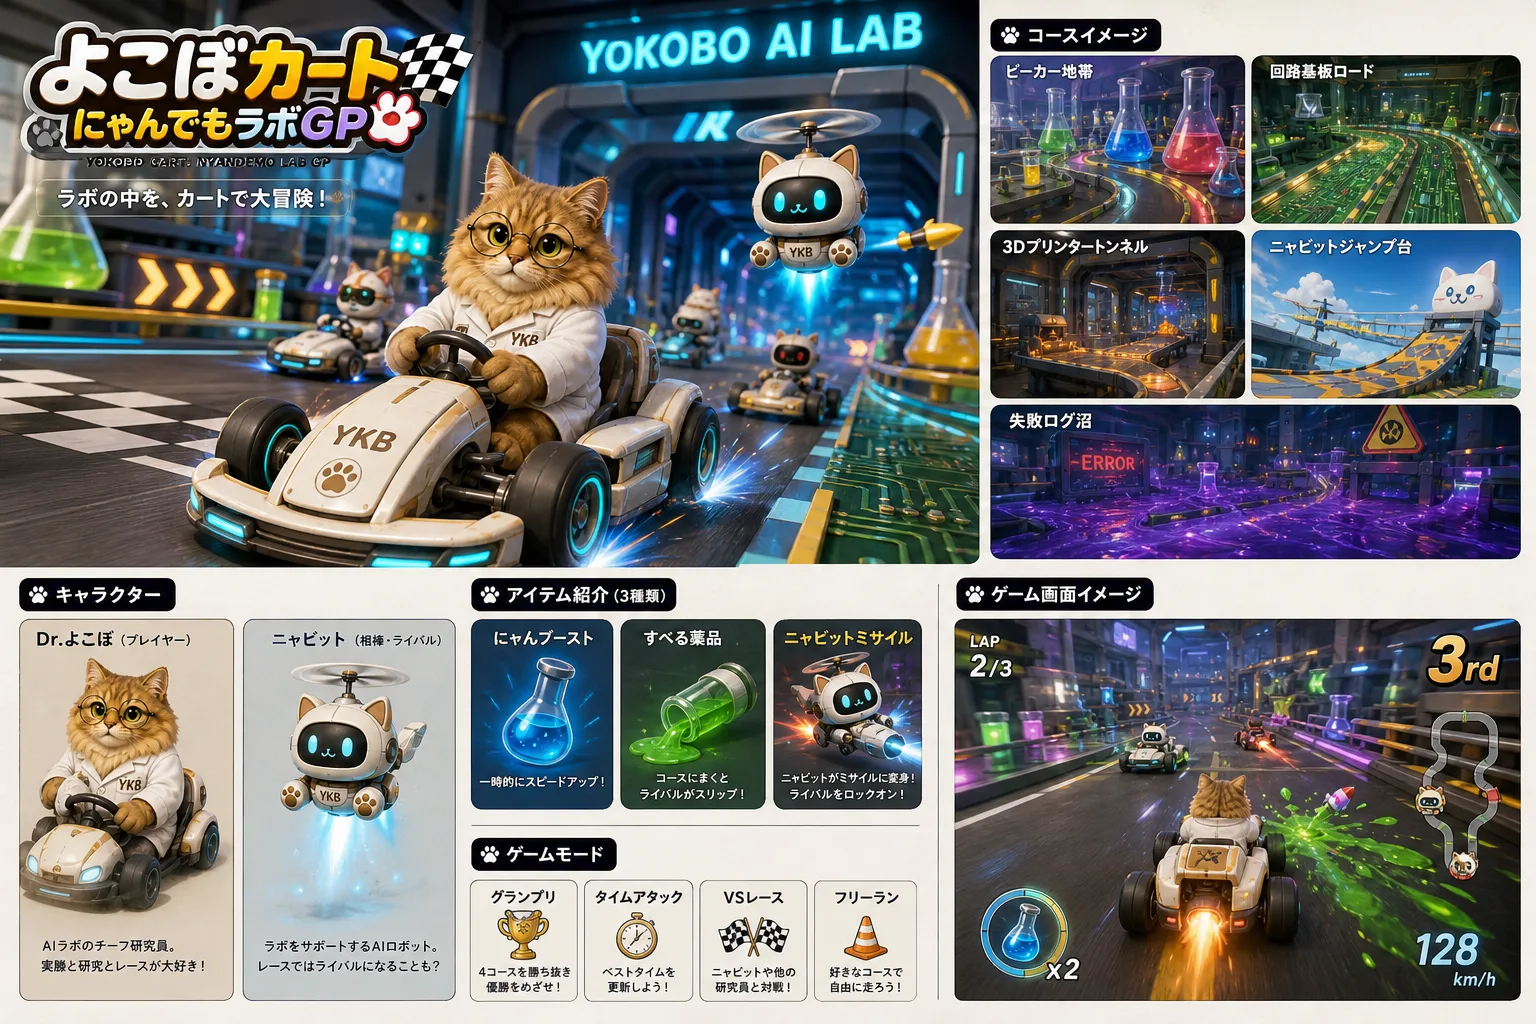 よこぼカート
にゃんでもラボGP
YOKOBO CART: NYANDEMO LAB GP
ラボの中を、カートで大冒険！
YOKOBO AI LAB
YKB
YKB
YKB
コースイメージ
ビーカー地帯
回路基板ロード
3Dプリンタートンネル
ニャビットジャンプ台
失敗ログ沼
ERROR
キャラクター
Dr.よこぼ（プレイヤー）
YKB
AIラボのチーフ研究員。
実験と研究とレースが大好き！
ニャビット（相棒・ライバル）
YKB
ラボをサポートするAIロボット。
レースではライバルになることも？
アイテム紹介（3種類）
にゃんブースト
一時的にスピードアップ！
すべる薬品
コースにまくと
ライバルがスリップ！
ニャビットミサイル
ニャビットがミサイルに変身！
ライバルをロックオン！
ゲームモード
グランプリ
4コースを勝ち抜き
優勝をめざせ！
タイムアタック
ベストタイムを
更新しよう！
VSレース
ニャビットや他の
研究員と対戦！
フリーラン
好きなコースで
自由に走ろう！
ゲーム画面イメージ
LAP
2/3
3rd
x2
128
km/h